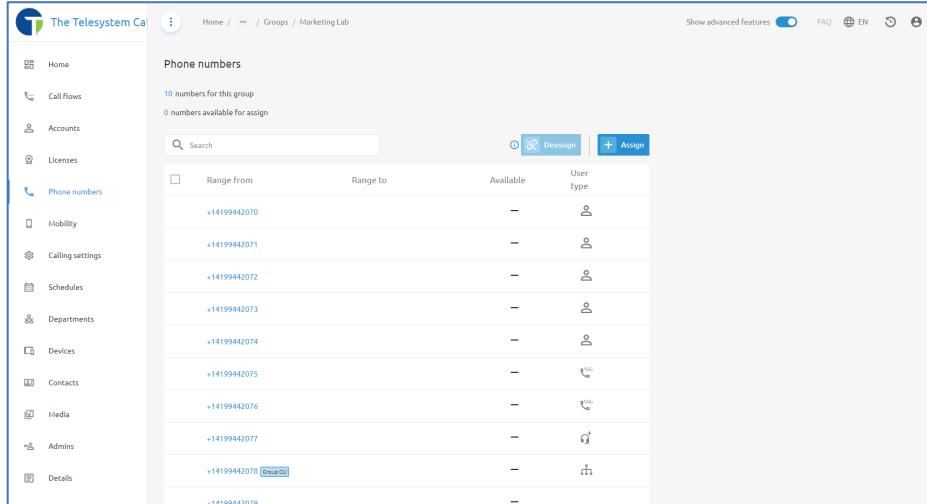 The Telesystem Cal
Home / ··· / Groups / Marketing Lab
Show advanced features
FAQ
EN
Home
Call flows
Accounts
Licenses
Phone numbers
Mobility
Calling settings
Schedules
Departments
Devices
Contacts
Media
Admins
Details
Phone numbers
10 numbers for this group
0 numbers available for assign
Search
Deassign
+ Assign
Range from Range to Available User type
+14199442070 —
+14199442071 —
+14199442072 —
+14199442073 —
+14199442074 —
+14199442075 —
+14199442076 —
+14199442077 —
+14199442078 Group CLI —
+14199442079 —